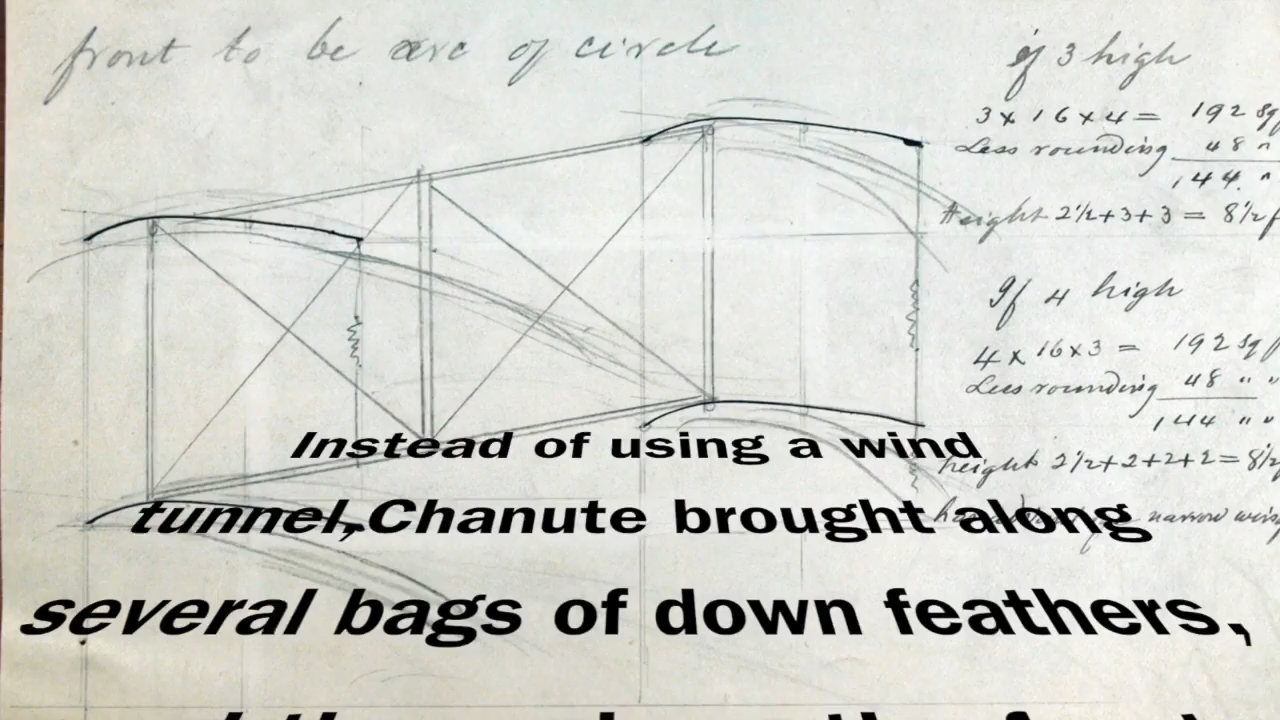 front to be arc of circle
if 3 high
3 x 16 x 4 = 192 sq
Less rounding 48 "
144 "
Height 2½+3+3 = 8½ f
If 4 high
4 x 16 x 3 = 192 sq f
Less rounding 48 " "
144 " "
height 2½+2+2+2 = 8½
narrow
Instead of using a wind
tunnel,Chanute brought along
several bags of down feathers,